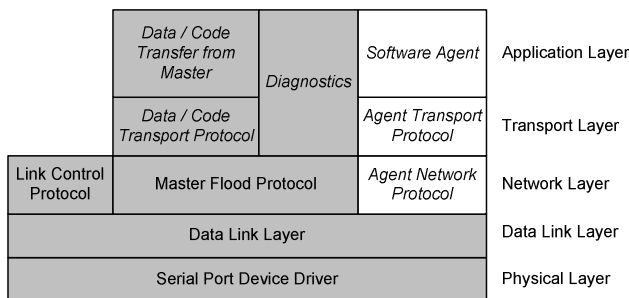 Data / Code
Transfer from
Master
Diagnostics
Software Agent
Application Layer
Data / Code
Transport Protocol
Agent Transport
Protocol
Transport Layer
Link Control
Protocol
Master Flood Protocol
Agent Network
Protocol
Network Layer
Data Link Layer
Data Link Layer
Serial Port Device Driver
Physical Layer